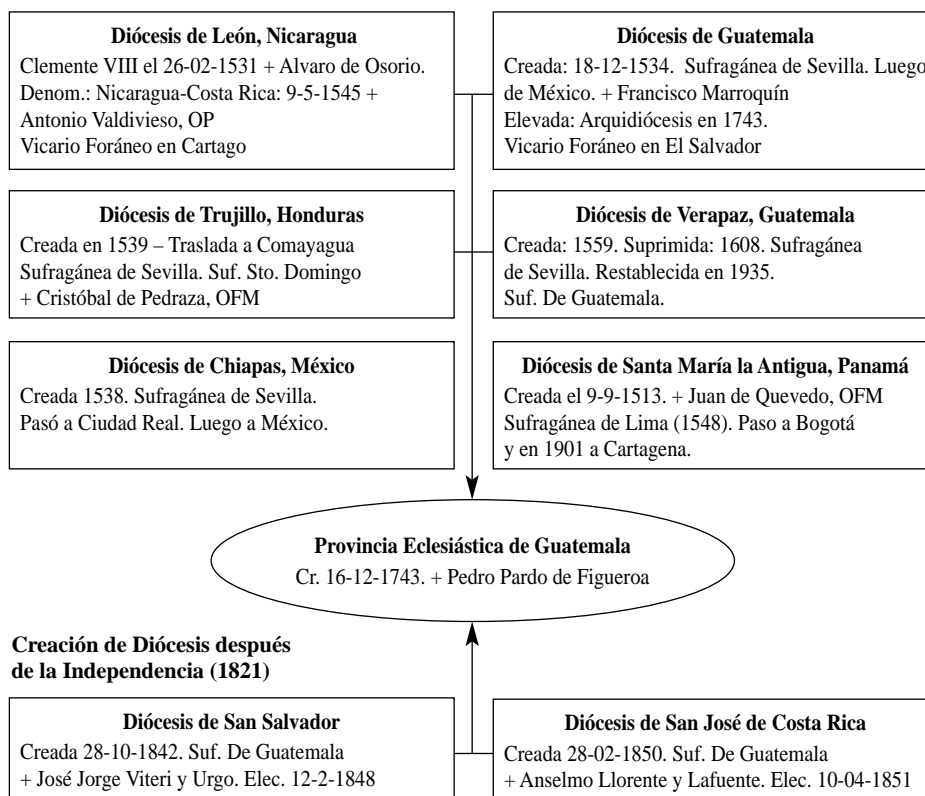 Diócesis de León, Nicaragua
Clemente VIII el 26-02-1531 + Alvaro de Osorio.
Denom.: Nicaragua-Costa Rica: 9-5-1545 +
Antonio Valdivieso, OP
Vicario Foráneo en Cartago
Diócesis de Guatemala
Creada: 18-12-1534. Sufragánea de Sevilla. Luego
de México. + Francisco Marroquín
Elevada: Arquidiócesis en 1743.
Vicario Foráneo en El Salvador
Diócesis de Trujillo, Honduras
Creada en 1539 – Traslada a Comayagua
Sufragánea de Sevilla. Suf. Sto. Domingo
+ Cristóbal de Pedraza, OFM
Diócesis de Verapaz, Guatemala
Creada: 1559. Suprimida: 1608. Sufragánea
de Sevilla. Restablecida en 1935.
Suf. De Guatemala.
Diócesis de Chiapas, México
Creada 1538. Sufragánea de Sevilla.
Pasó a Ciudad Real. Luego a México.
Diócesis de Santa María la Antigua, Panamá
Creada el 9-9-1513. + Juan de Quevedo, OFM
Sufragánea de Lima (1548). Paso a Bogotá
y en 1901 a Cartagena.
Provincia Eclesiástica de Guatemala
Cr. 16-12-1743. + Pedro Pardo de Figueroa
Creación de Diócesis después
de la Independencia (1821)
Diócesis de San Salvador
Creada 28-10-1842. Suf. De Guatemala
+ José Jorge Viteri y Urgo. Elec. 12-2-1848
Diócesis de San José de Costa Rica
Creada 28-02-1850. Suf. De Guatemala
+ Anselmo Llorente y Lafuente. Elec. 10-04-1851